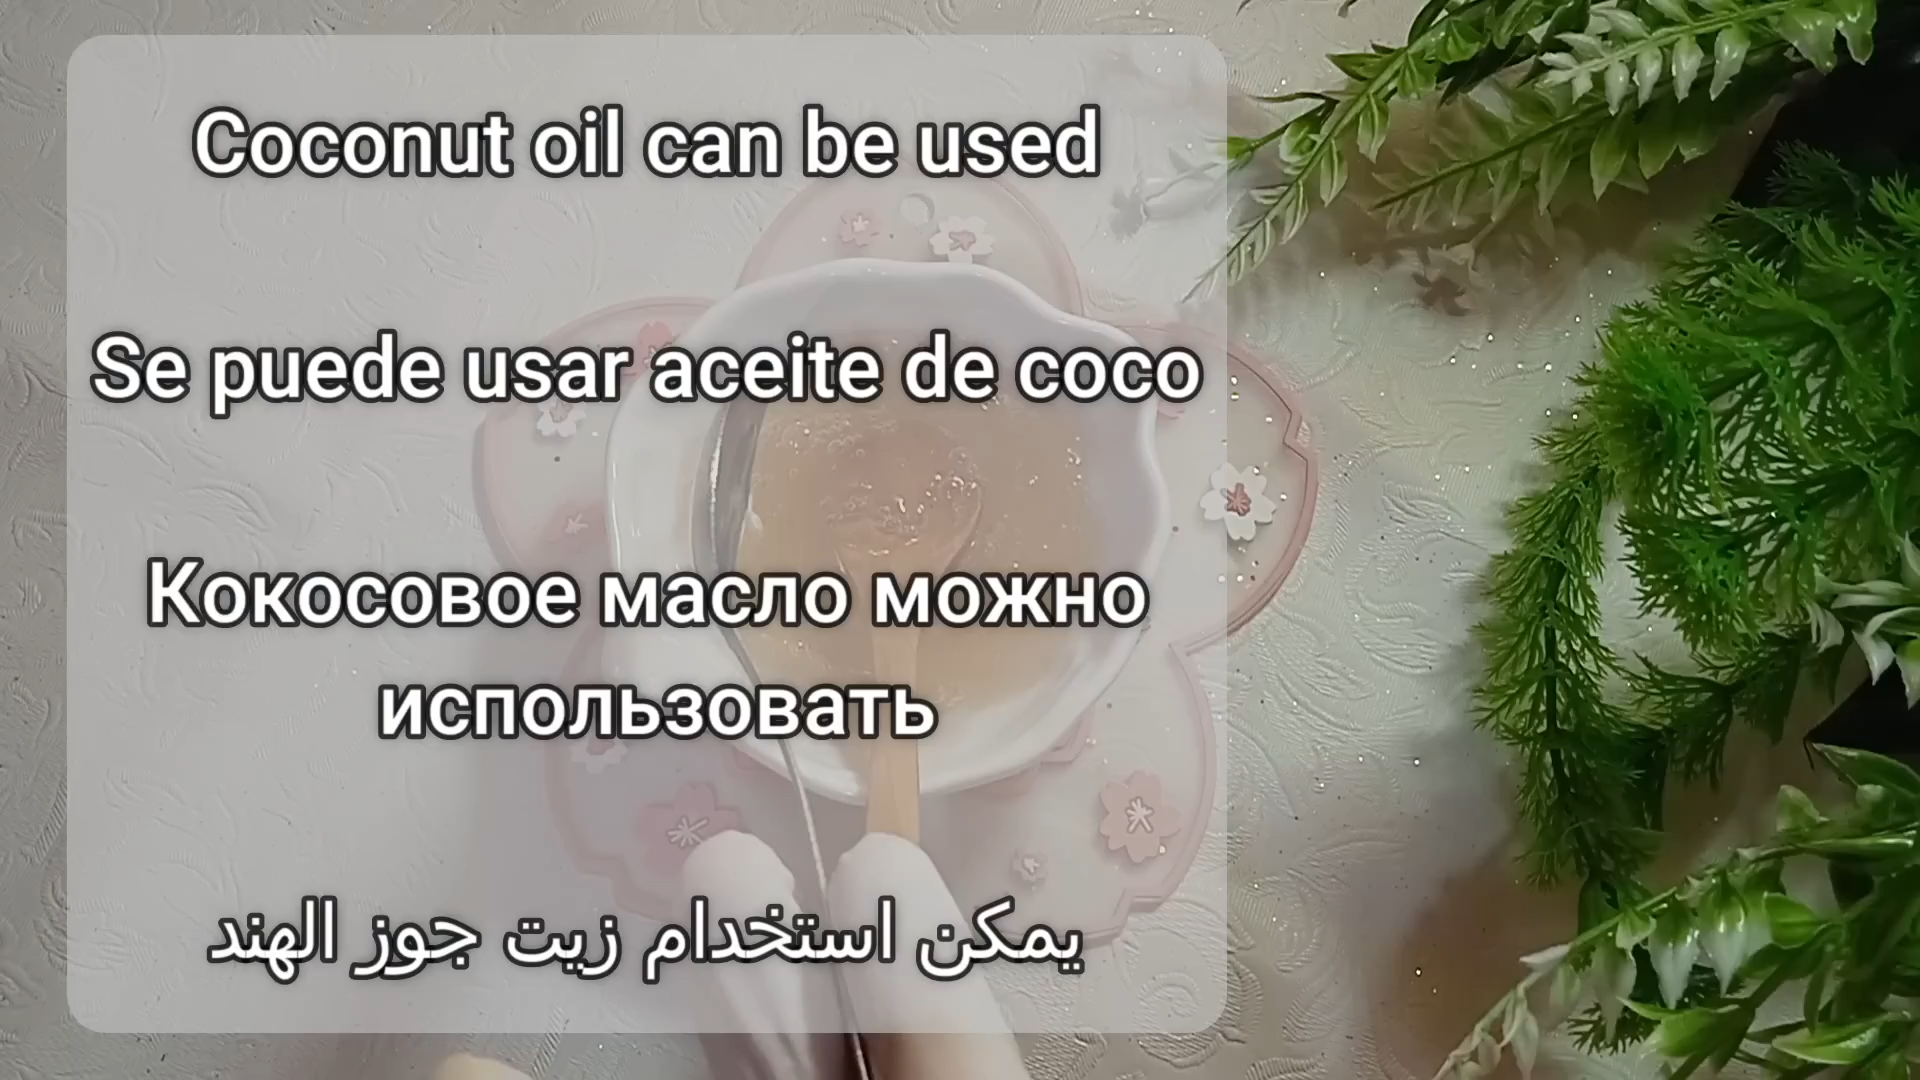 Coconut oil can be used
Se puede usar aceite de coco
Кокосовое масло можно
использовать
يمكن استخدام زيت جوز الهند